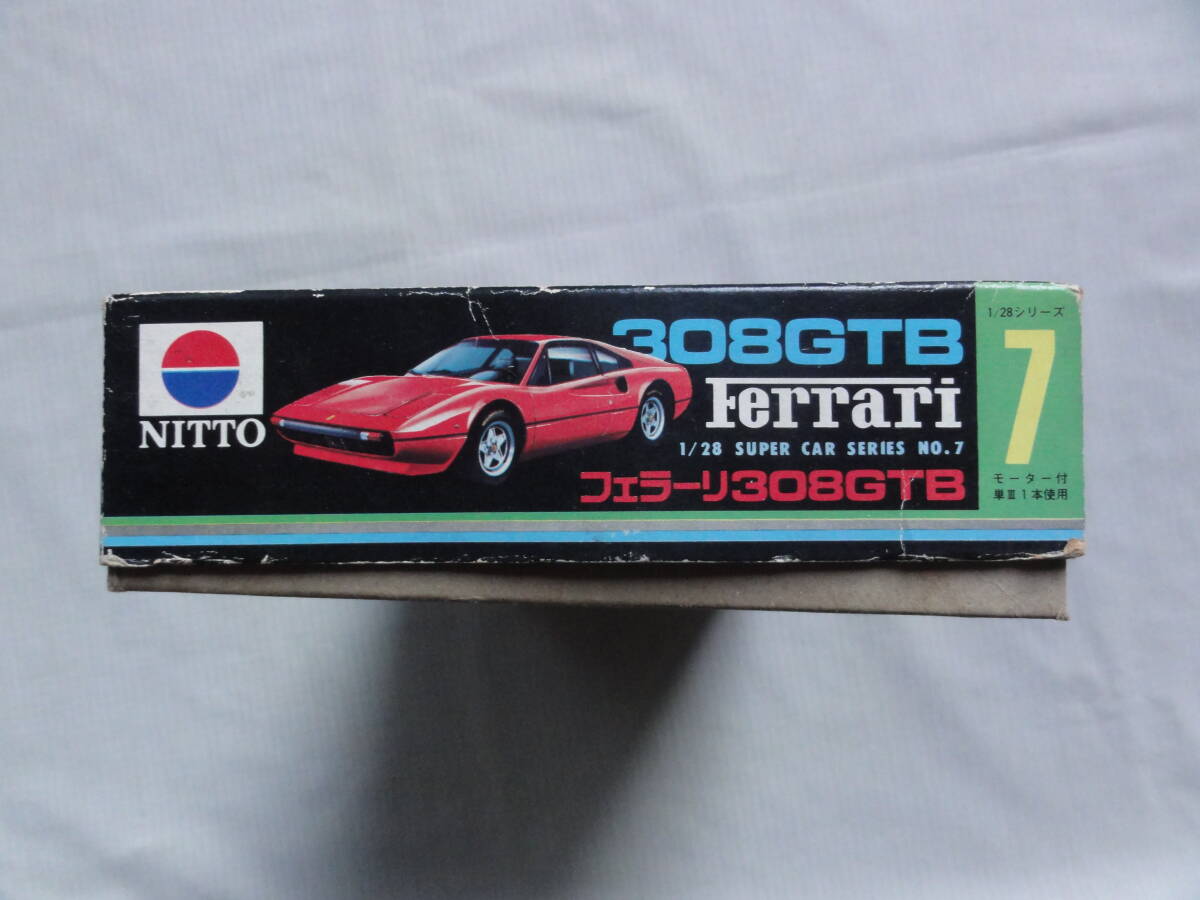 NITTO
308GTB
Ferrari
1/28 SUPER CAR SERIES NO.7
フェラーリ308GTB
1/28シリーズ
7
モーター付
単Ⅲ1本使用